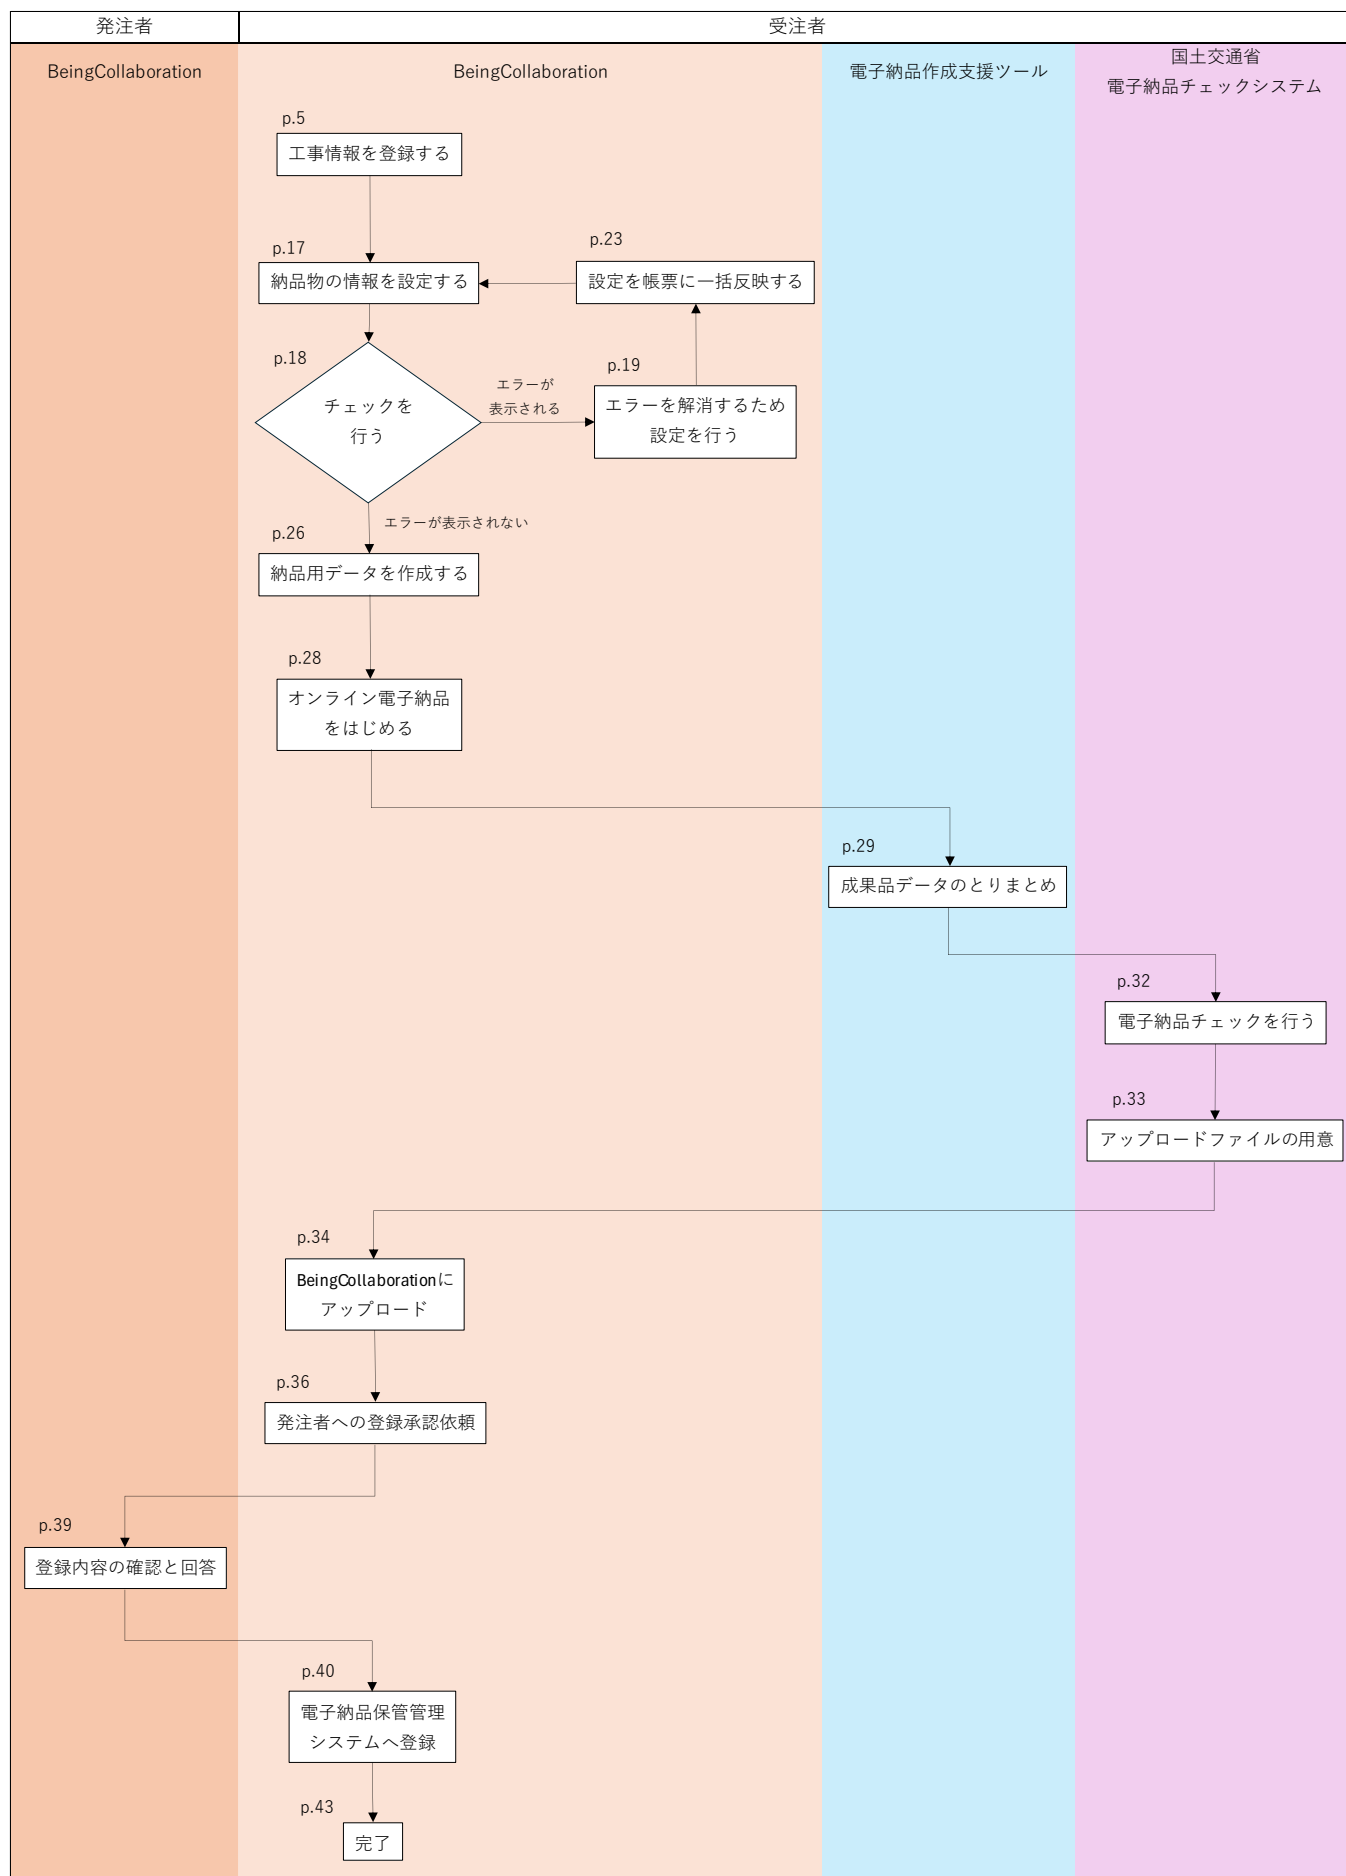 発注者
受注者
BeingCollaboration
BeingCollaboration
電子納品作成支援ツール
国土交通省
電子納品チェックシステム
p.5
工事情報を登録する
p.17
納品物の情報を設定する
p.23
設定を帳票に一括反映する
p.18
チェックを
行う
エラーが
表示される
p.19
エラーを解消するため
設定を行う
エラーが表示されない
p.26
納品用データを作成する
p.28
オンライン電子納品
をはじめる
p.29
成果品データのとりまとめ
p.32
電子納品チェックを行う
p.33
アップロードファイルの用意
p.34
BeingCollaborationに
アップロード
p.36
発注者への登録承認依頼
p.39
登録内容の確認と回答
p.40
電子納品保管管理
システムへ登録
p.43
完了